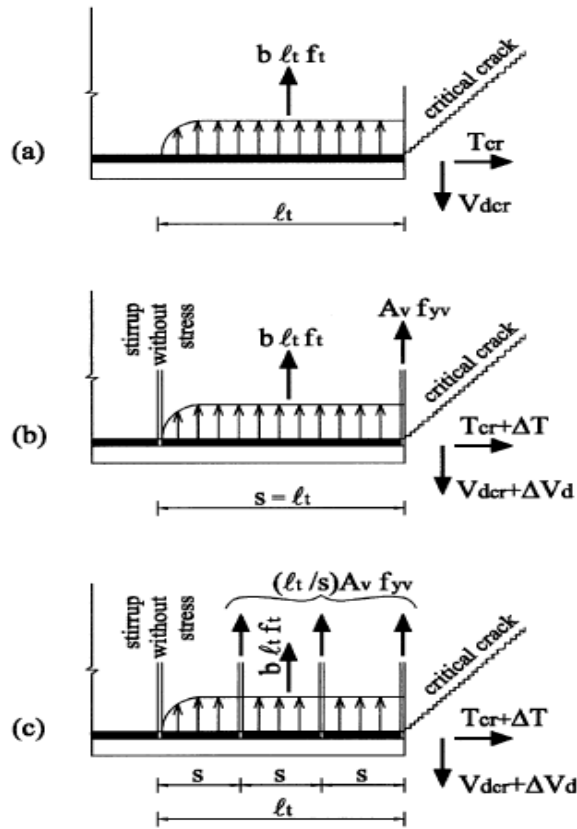 b ℓt ft
critical crack
(a)
Tcr
Vdcr
ℓt
stirrup
without
stress
Av fyv
b ℓt ft
critical crack
(b)
Tcr+ΔT
Vdcr+ΔVd
s = ℓt
(ℓt /s)Av fyv
stirrup
without
stress
b ℓt ft
critical crack
(c)
Tcr+ΔT
Vdcr+ΔVd
s s s
ℓt